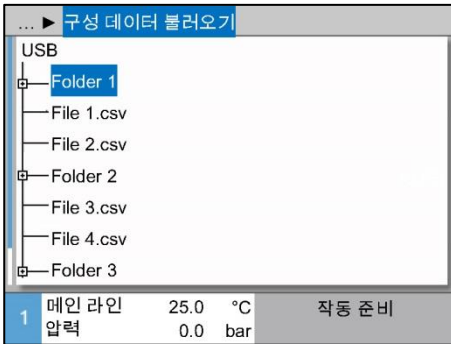 ... ► 구성 데이터 불러오기
USB
Folder 1
File 1.csv
File 2.csv
Folder 2
File 3.csv
File 4.csv
Folder 3
1 메인 라인 25.0 °C 작동 준비
압력 0.0 bar